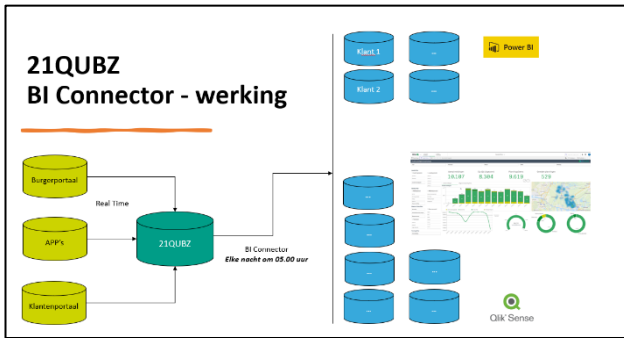 21QUBZ
BI Connector - werking
Burgerportaal
APP's
Klantenportaal
Real Time
21QUBZ
BI Connector
Elke nacht om 05.00 uur
Klant 1
...
Klant 2
...
Power BI
...
...
...
...
...
...
Qlik Sense